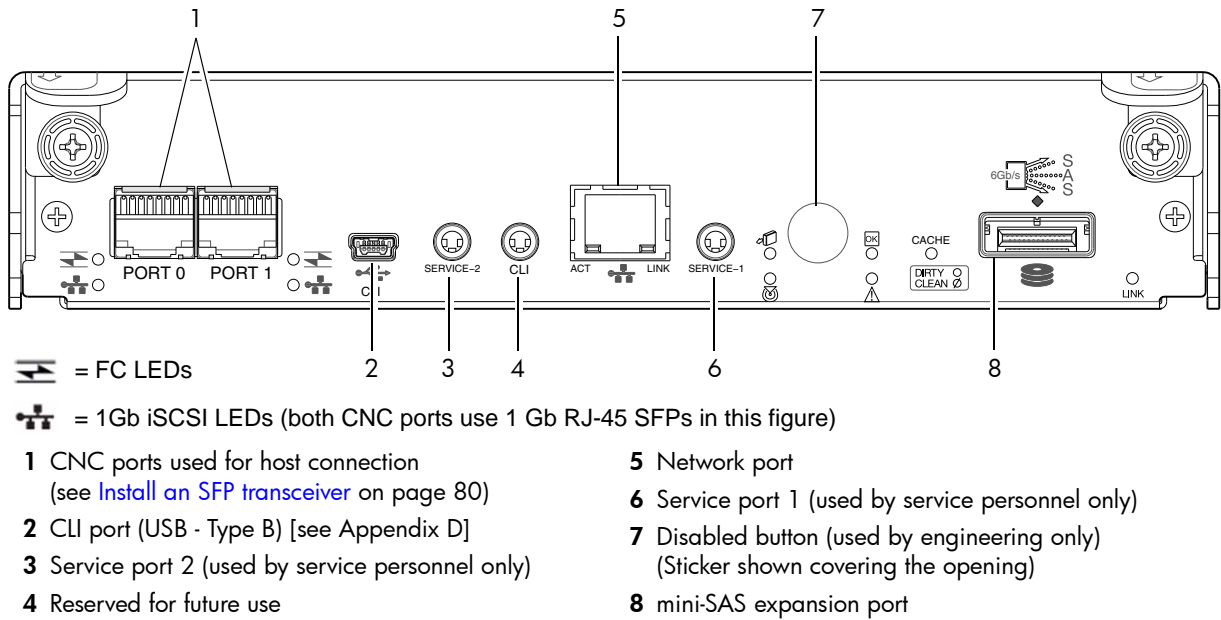 1
5
7
6Gb/s
S
A
S
OK
CACHE
PORT 0
PORT 1
SERVICE–2
CLI
ACT
LINK
SERVICE–1
DIRTY
CLEAN
LINK
2
3
4
6
8
= FC LEDs
= 1Gb iSCSI LEDs (both CNC ports use 1 Gb RJ-45 SFPs in this figure)
1 CNC ports used for host connection
(see Install an SFP transceiver on page 80)
2 CLI port (USB - Type B) [see Appendix D]
3 Service port 2 (used by service personnel only)
4 Reserved for future use
5 Network port
6 Service port 1 (used by service personnel only)
7 Disabled button (used by engineering only)
(Sticker shown covering the opening)
8 mini-SAS expansion port